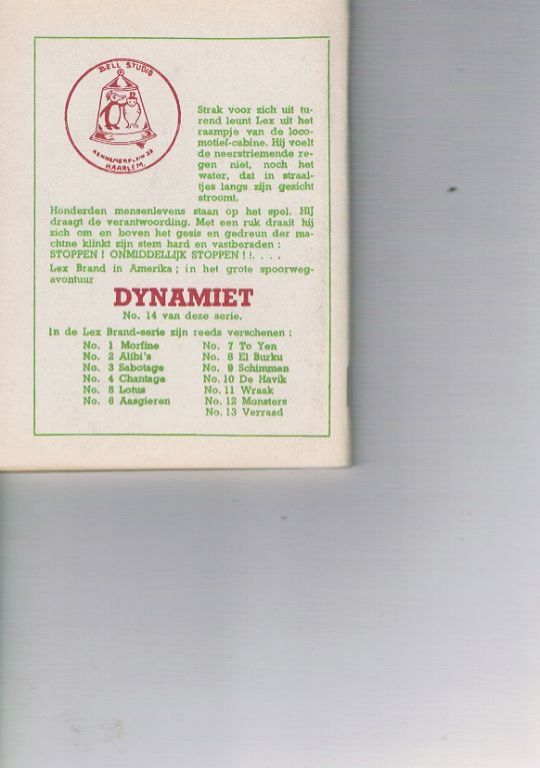 BELL STUDIO
KENNEMERPLEIN 20
HAARLEM.
Strak voor zich uit tu-
rend leunt Lex uit het
raampje van de loco-
motief-cabine. Hij voelt
de neerstriemende re-
gen niet, noch het
water, dat in straal-
tjes langs zijn gezicht
stroomt.
Honderden mensenlevens staan op het spel. Hij
draagt de verantwoording. Met een ruk draait hij
zich om en boven het gesis en gedreun der ma-
chtne klinkt zijn stem hard en vastberaden :
STOPPEN ! ONMIDDELLIJK STOPPEN ! !. . . .
Lex Brand in Amerika ; in het grote spoorweg-
avontuur
DYNAMIET
No. 14 van deze serie.
In de Lex Brand-serie zijn reeds verschenen :
No. 1 Morfine
No. 2 Alibi's
No. 3 Sabotage
No. 4 Chantage
No. 5 Lotus
No. 6 Aasgieren
No. 7 To Yen
No. 8 El Burku
No. 9 Schimmen
No. 10 De Havik
No. 11 Wraak
No. 12 Monsters
No. 13 Verraad